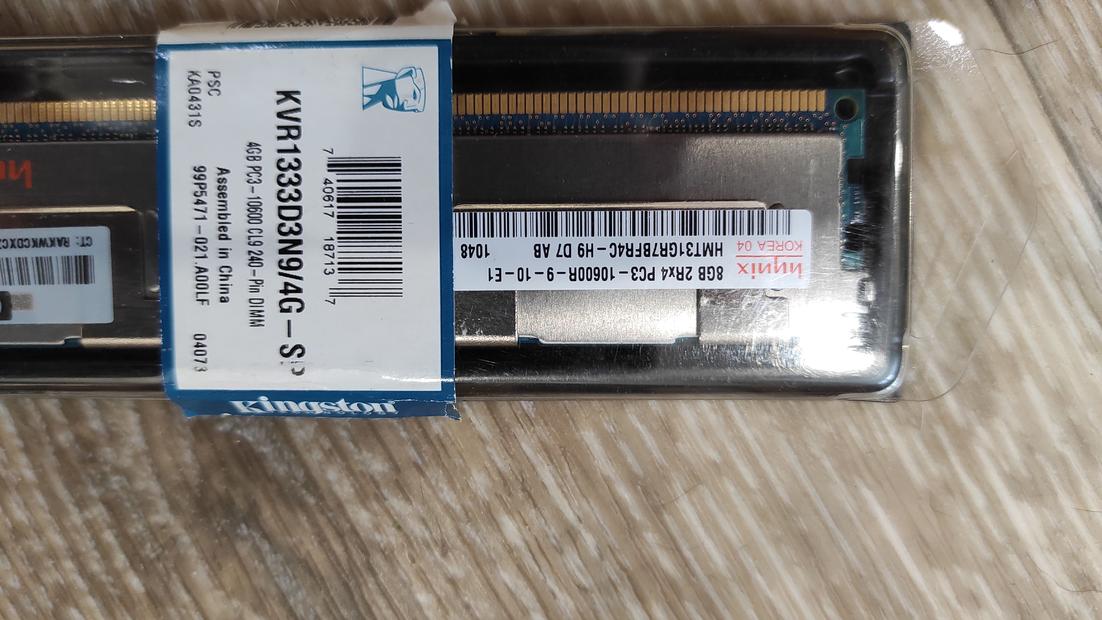 KVR1333D3N9/4G-SP
4GB PC3-10600 CL9 240-Pin DIMM
PSC
KA0431S
Assembled in China
99P5471-021.A00LF
04073
7 40617 18713 7
Kingston
hynix
KOREA 04
8GB 2Rx4 PC3-10600R-9-10-E1
HMT31GR7BFR4C-H9 D7 AB
1048